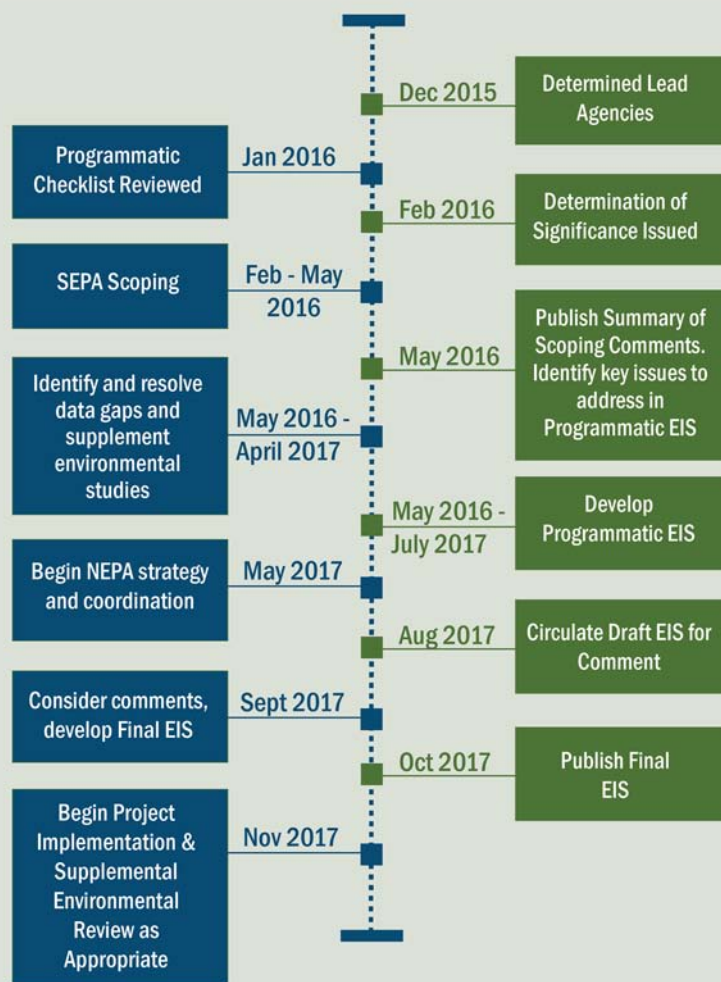 Dec 2015
Determined Lead
Agencies
Programmatic
Checklist Reviewed
Jan 2016
Feb 2016
Determination of
Significance Issued
SEPA Scoping
Feb - May
2016
May 2016
Publish Summary of
Scoping Comments.
Identify key issues to
address in
Programmatic EIS
Identify and resolve
data gaps and
supplement
environmental
studies
May 2016 -
April 2017
May 2016 -
July 2017
Develop
Programmatic EIS
Begin NEPA strategy
and coordination
May 2017
Aug 2017
Circulate Draft EIS for
Comment
Consider comments,
develop Final EIS
Sept 2017
Oct 2017
Publish Final
EIS
Begin Project
Implementation &
Supplemental
Environmental
Review as
Appropriate
Nov 2017